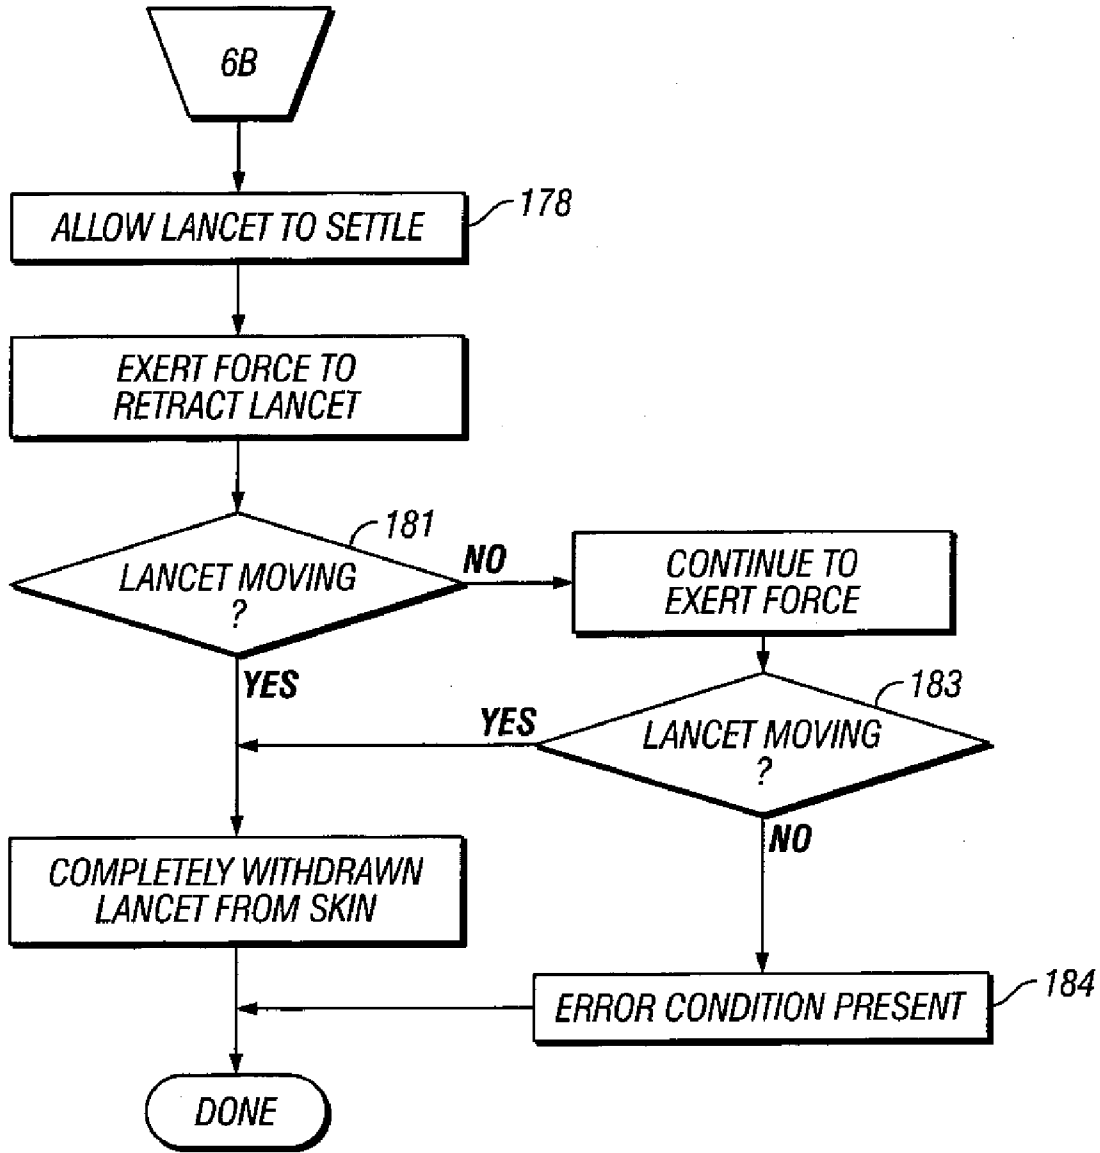 6B
ALLOW LANCET TO SETTLE
178
EXERT FORCE TO
RETRACT LANCET
181
LANCET MOVING
?
NO
CONTINUE TO
EXERT FORCE
YES
183
LANCET MOVING
?
YES
NO
COMPLETELY WITHDRAWN
LANCET FROM SKIN
ERROR CONDITION PRESENT
184
DONE